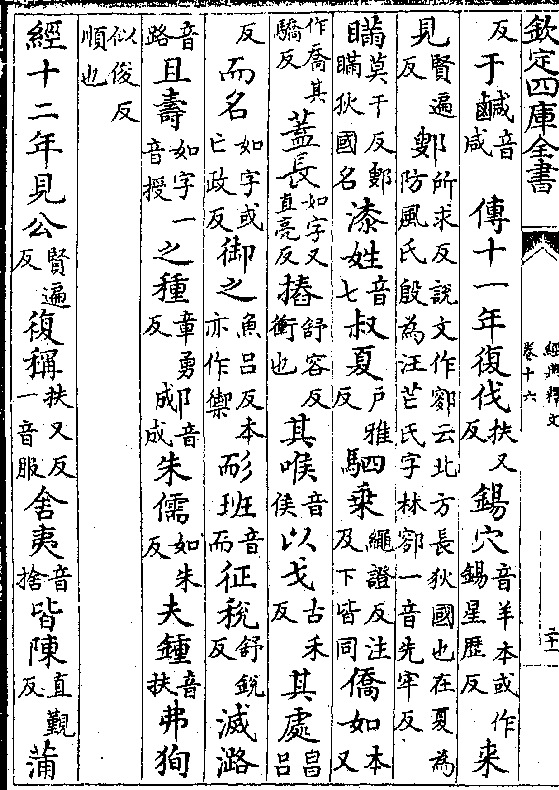 欽定四庫全書
經典釋文
卷十六
二十一
反于鹹音咸 傳十一年復伐扶又反鍚穴音羊本或作錫星歷反来
見賢遍反鄋所求反說文作鄋云北方長狄國也在夏為防風氏殷為汪芒氏字林鄋一音先牢反
瞞莫干反鄋瞞狄國名漆姓音七叔夏戶雅反駟乗繩證反注及下皆同僑如本又
作喬其驕反蓋長如字又直亮反摏舒容反衝也其喉音侯以戈古禾反其處昌呂
反而名如字或亡政反御之魚呂反本亦作禦耏班音而征稅舒銳反滅潞
音路且夀如字音授一之種章勇反郕音成朱儒如朱反夫鍾音扶弗狥
似俊反順也
經十二年見公賢遍反復稱扶又反一音服舍夷音捨皆陳直覲反蒲